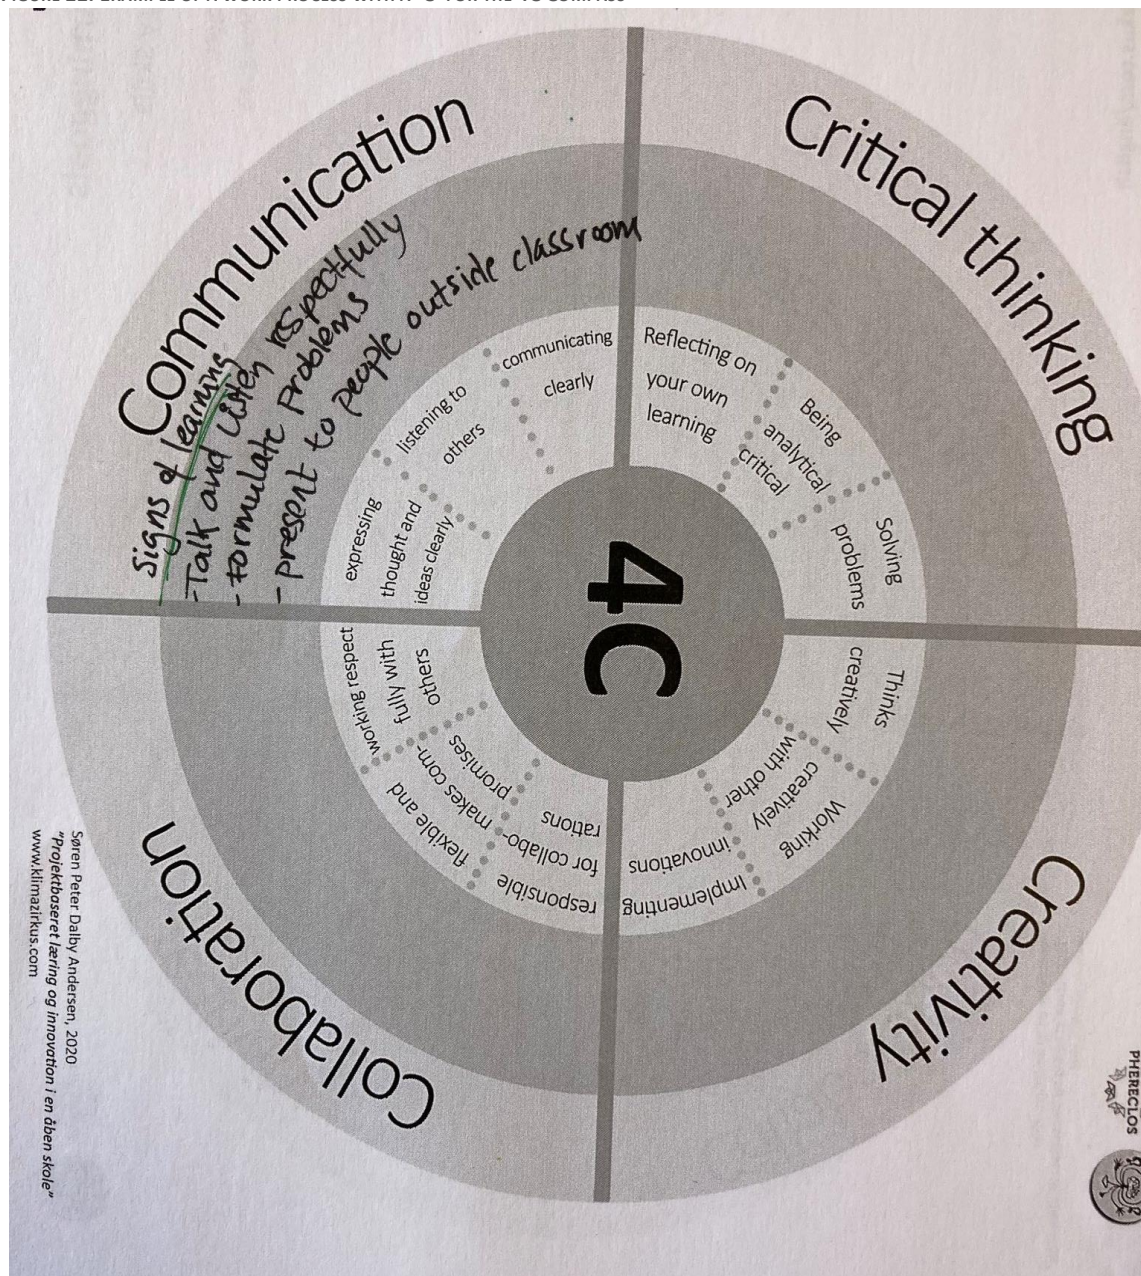 Communication
Critical thinking
Creativity
Collaboration
4C
Signs of learning
- Talk and listen respectfully
- formulate problems
- present to people outside classroom
communicating
clearly
listening to
others
expressing
thought and
ideas clearly
Reflecting on
your own
learning
Being
analytical
critical
Solving
problems
Thinks
creatively
Working
creatively
with other
Implementing
innovations
responsible
for collabo-
rations
flexible and
makes com-
promises
working respect
fully with
others
Søren Peter Dalby Andersen, 2020
"Projektbaseret læring og innovation i en åben skole"
www.klimazirkus.com
PHERECLOS